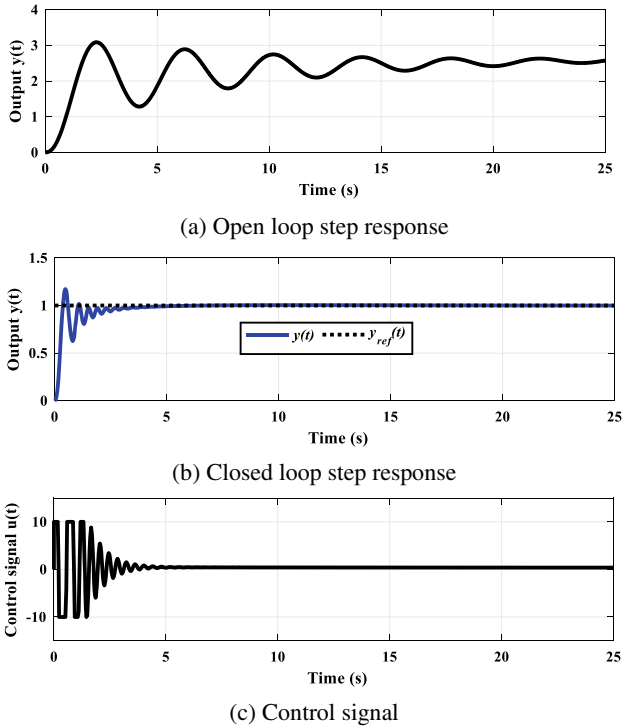 Output y(t)
4
3
2
1
0
0 5 10 15 20 25
Time (s)
(a) Open loop step response
Output y(t)
1.5
1
0.5
0
y(t) y_ref(t)
0 5 10 15 20 25
Time (s)
(b) Closed loop step response
Control signal u(t)
10
0
-10
0 5 10 15 20 25
Time (s)
(c) Control signal